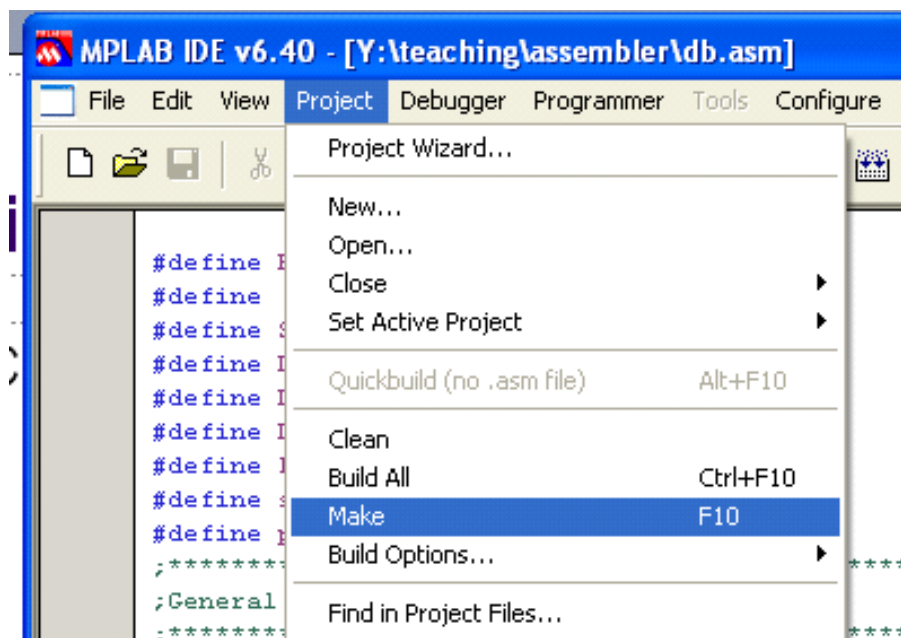 MPLAB IDE v6.40 - [Y:\teaching\assembler\db.asm]
File Edit View Project Debugger Programmer Tools Configure
Project Wizard...
New...
Open...
Close
Set Active Project
Quickbuild (no .asm file) Alt+F10
Clean
Build All Ctrl+F10
Make F10
Build Options...
Find in Project Files...
#define
#define
#define
#define
#define
#define
#define
#define
#define
;******* ****
;General
;******* ****